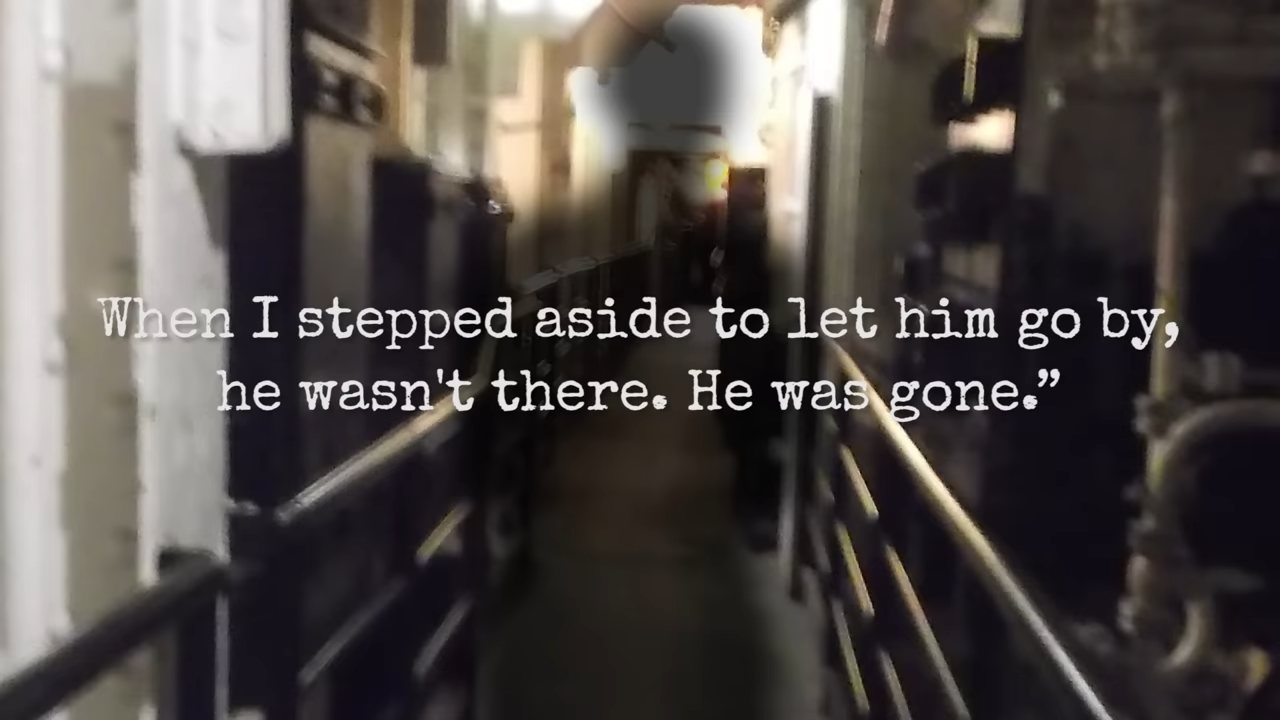 When I stepped aside to let him go by,
he wasn't there. He was gone.”